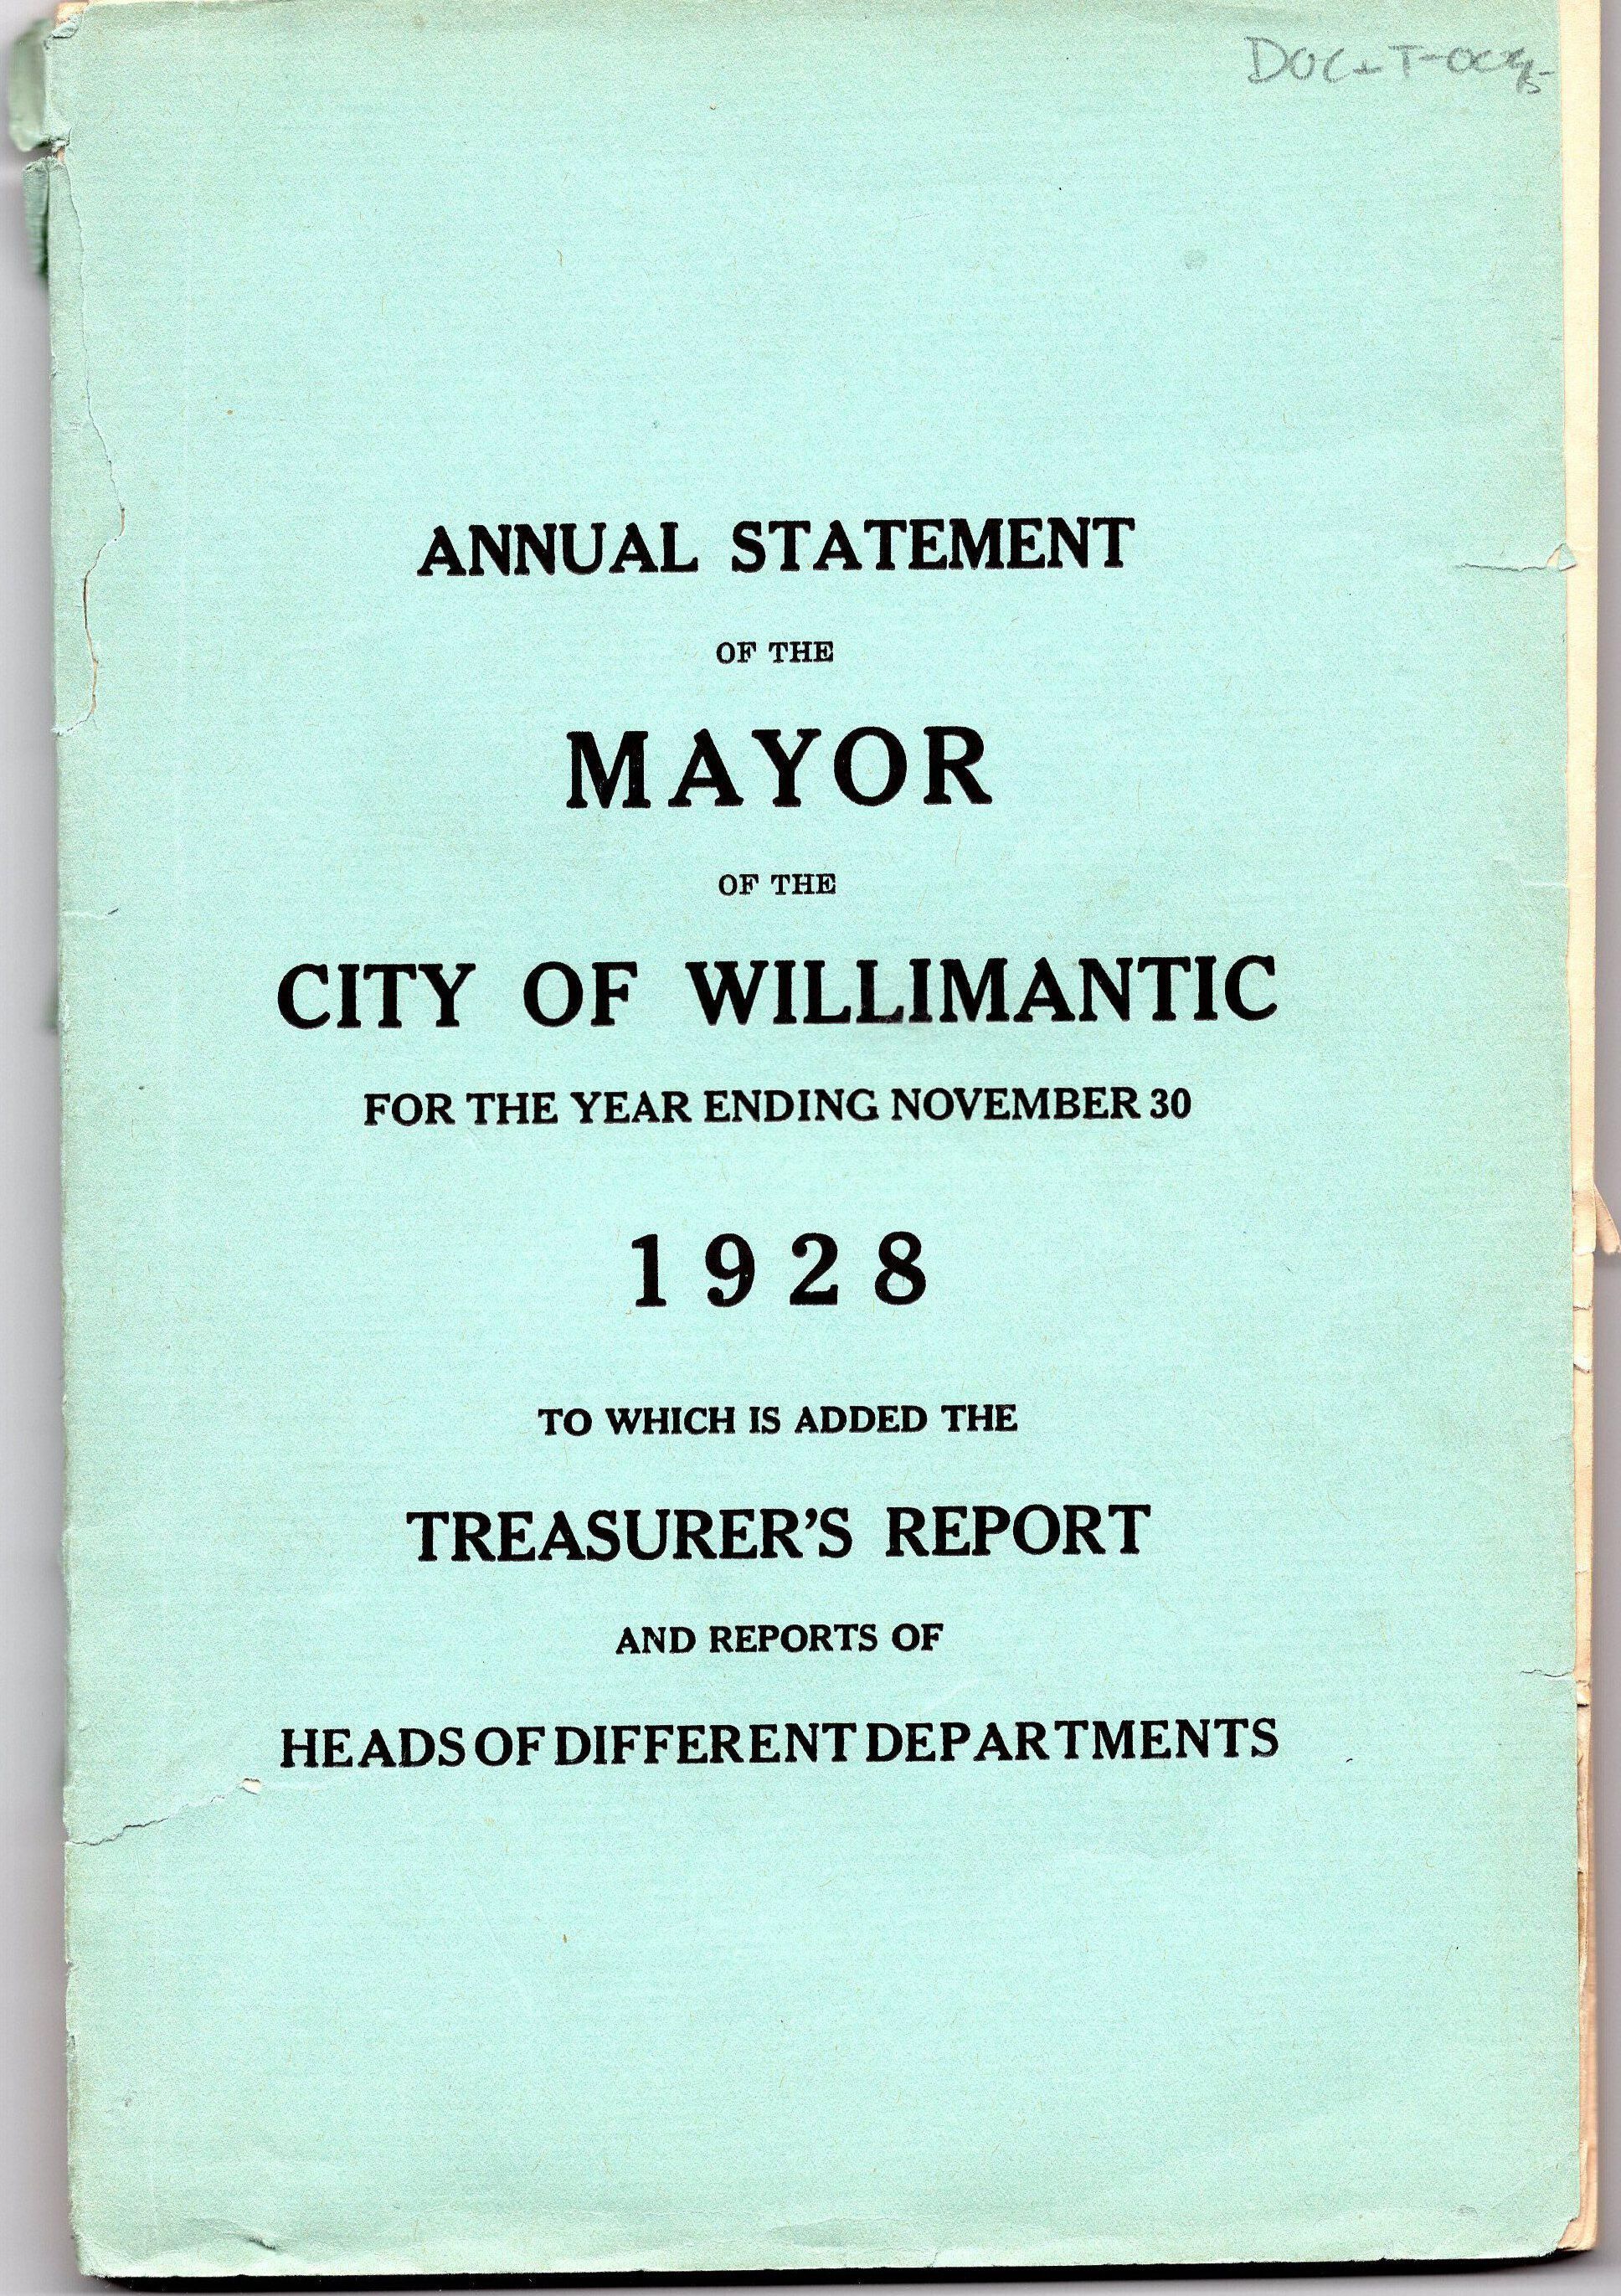 ANNUAL STATEMENT
OF THE
MAYOR
OF THE
CITY OF WILLIMANTIC
FOR THE YEAR ENDING NOVEMBER 30
1928
TO WHICH IS ADDED THE
TREASURER'S REPORT
AND REPORTS OF
HEADS OF DIFFERENT DEPARTMENTS